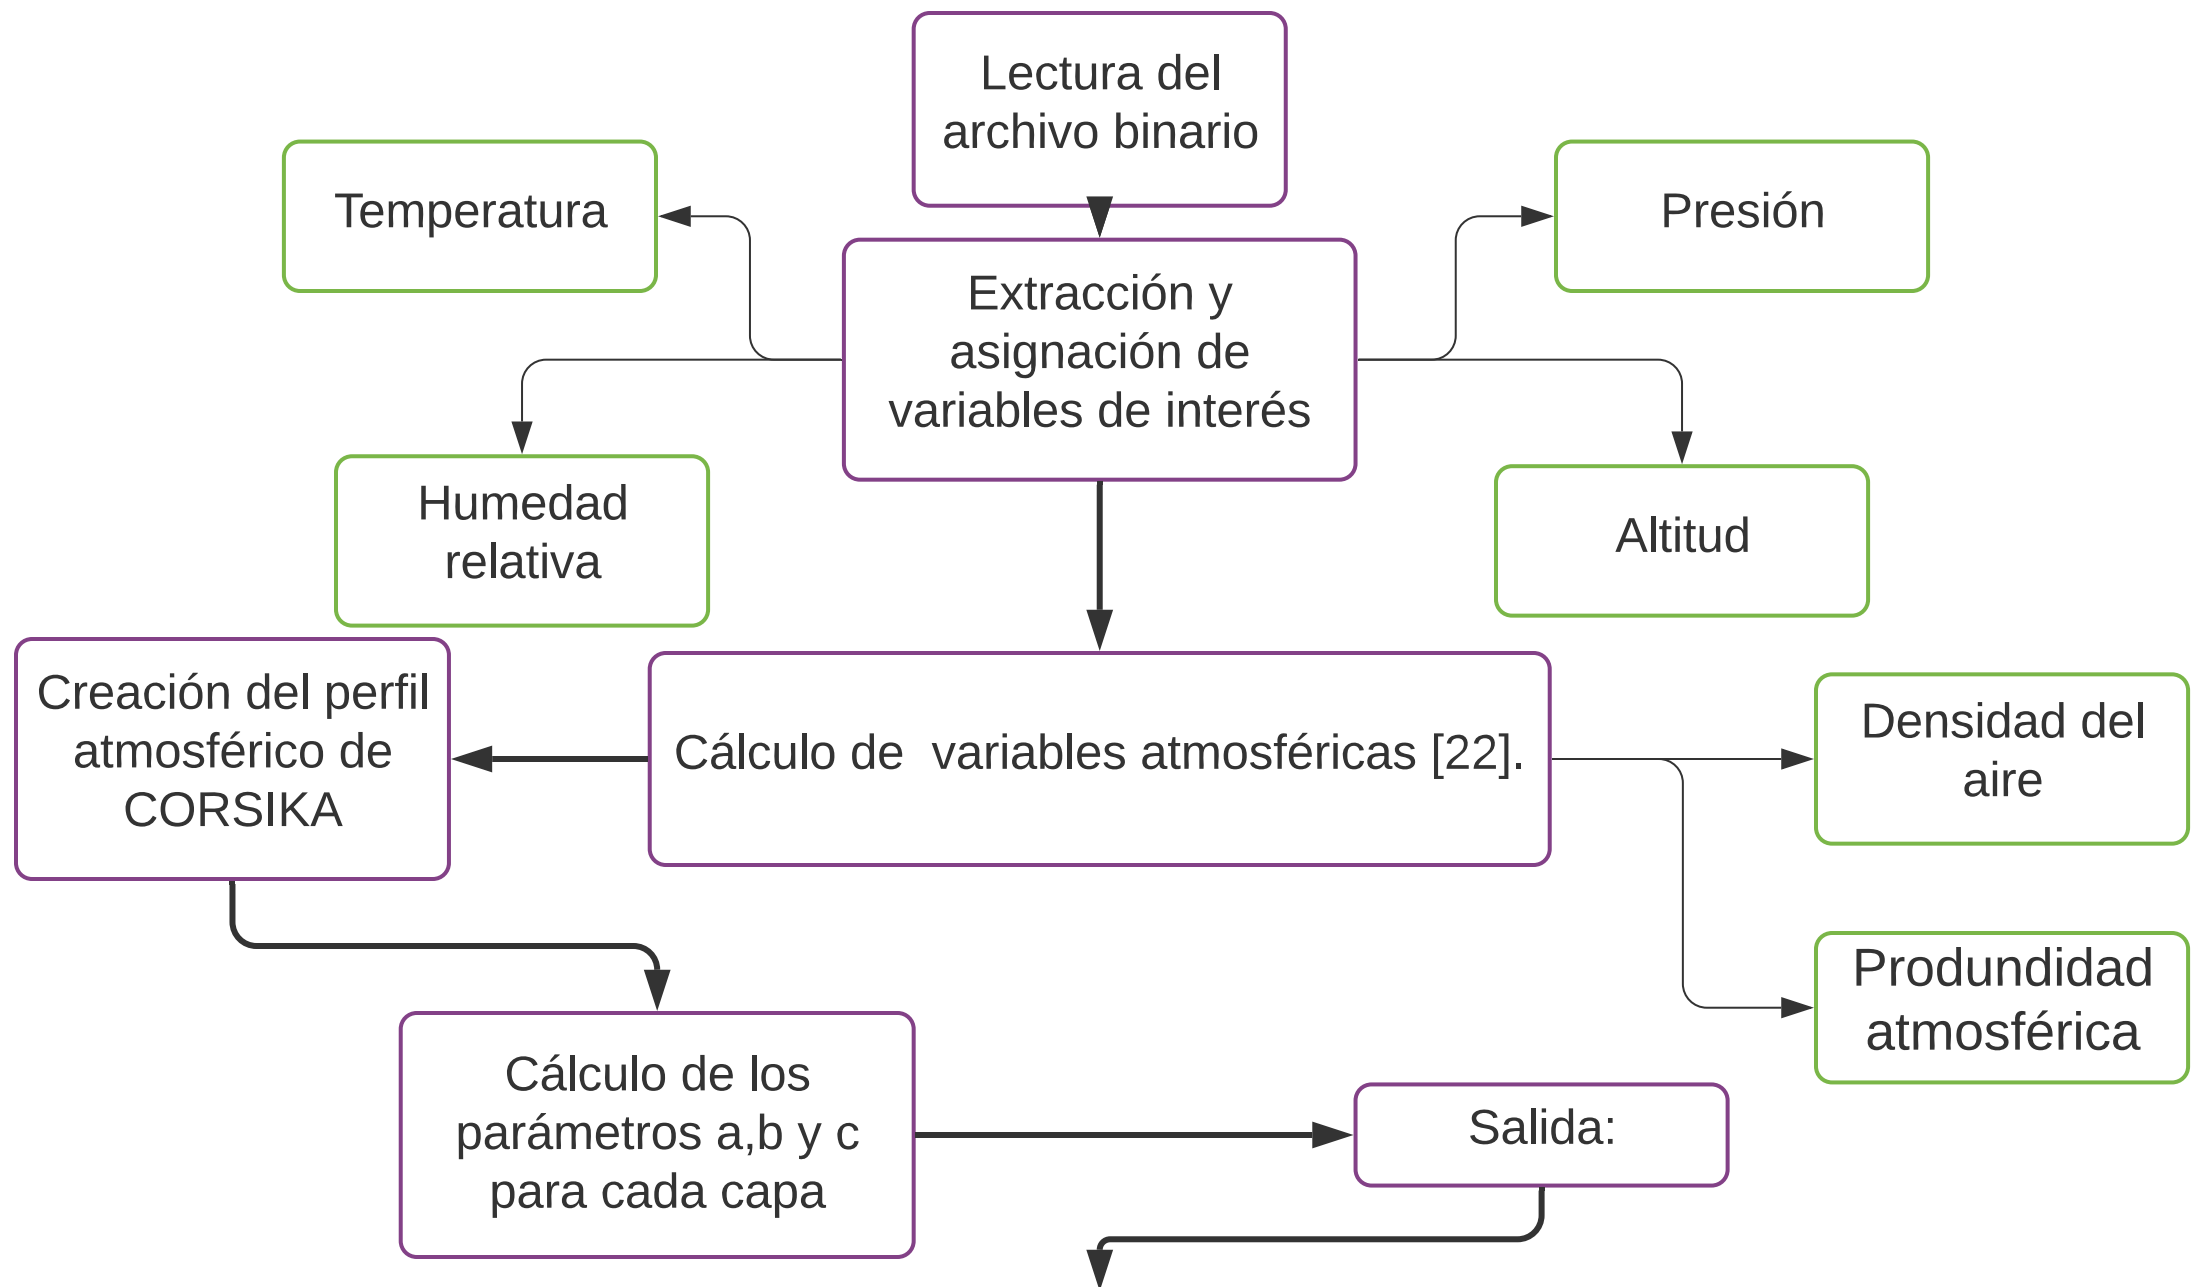 Lectura del
archivo binario
Temperatura
Presión
Extracción y
asignación de
variables de interés
Humedad
relativa
Altitud
Creación del perfil
atmosférico de
CORSIKA
Cálculo de  variables atmosféricas [22].
Densidad del
aire
Produndidad
atmosférica
Cálculo de los
parámetros a,b y c
para cada capa
Salida: